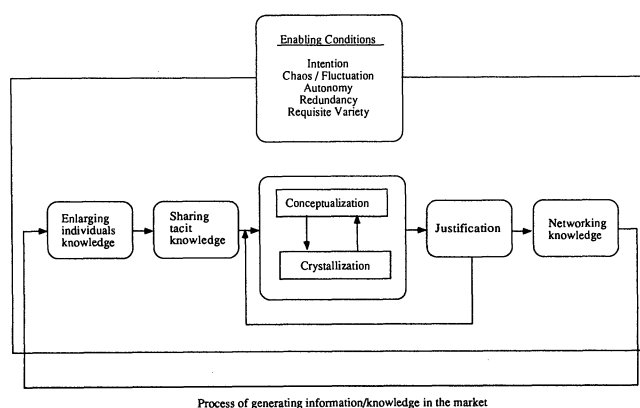 Enabling Conditions
Intention
Chaos / Fluctuation
Autonomy
Redundancy
Requisite Variety
Enlarging
individuals
knowledge
Sharing
tacit
knowledge
Conceptualization
Crystallization
Justification
Networking
knowledge
Process of generating information/knowledge in the market